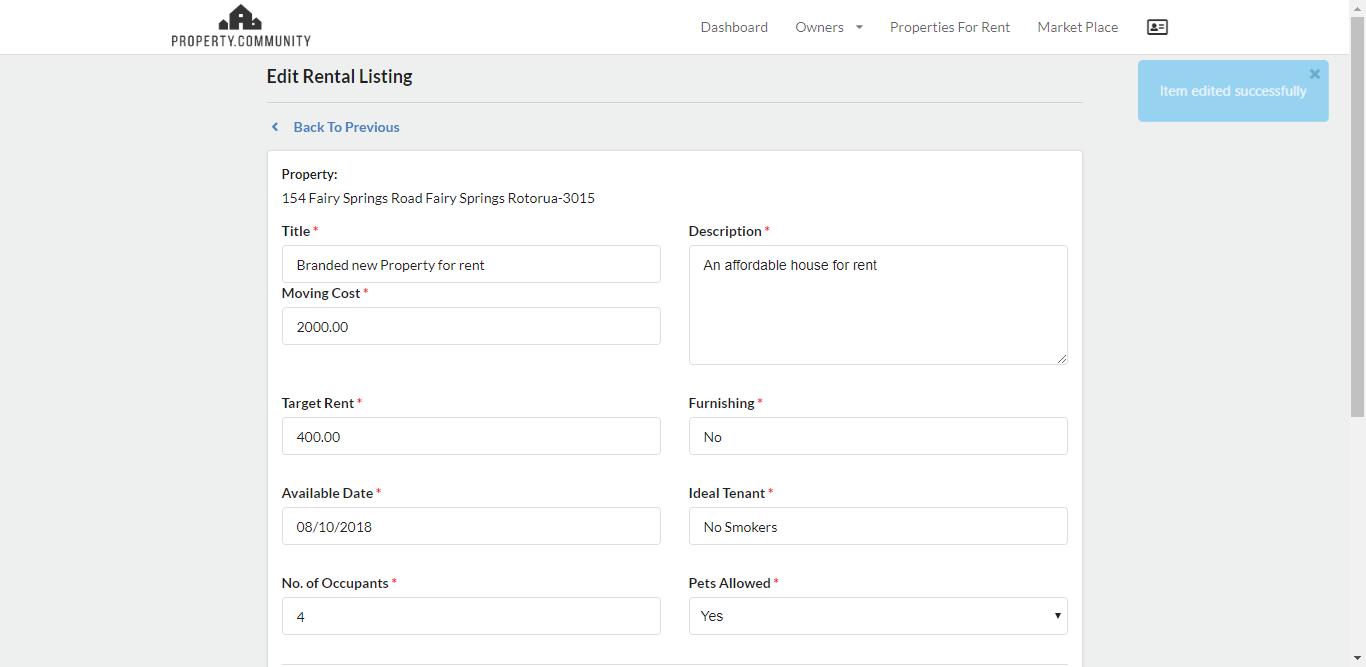 PROPERTY.COMMUNITY
Dashboard Owners Properties For Rent Market Place
Edit Rental Listing
Item edited successfully
Back To Previous
Property:
154 Fairy Springs Road Fairy Springs Rotorua-3015
Title *
Branded new Property for rent
Description *
An affordable house for rent
Moving Cost *
2000.00
Target Rent *
400.00
Furnishing *
No
Available Date *
08/10/2018
Ideal Tenant *
No Smokers
No. of Occupants *
4
Pets Allowed *
Yes